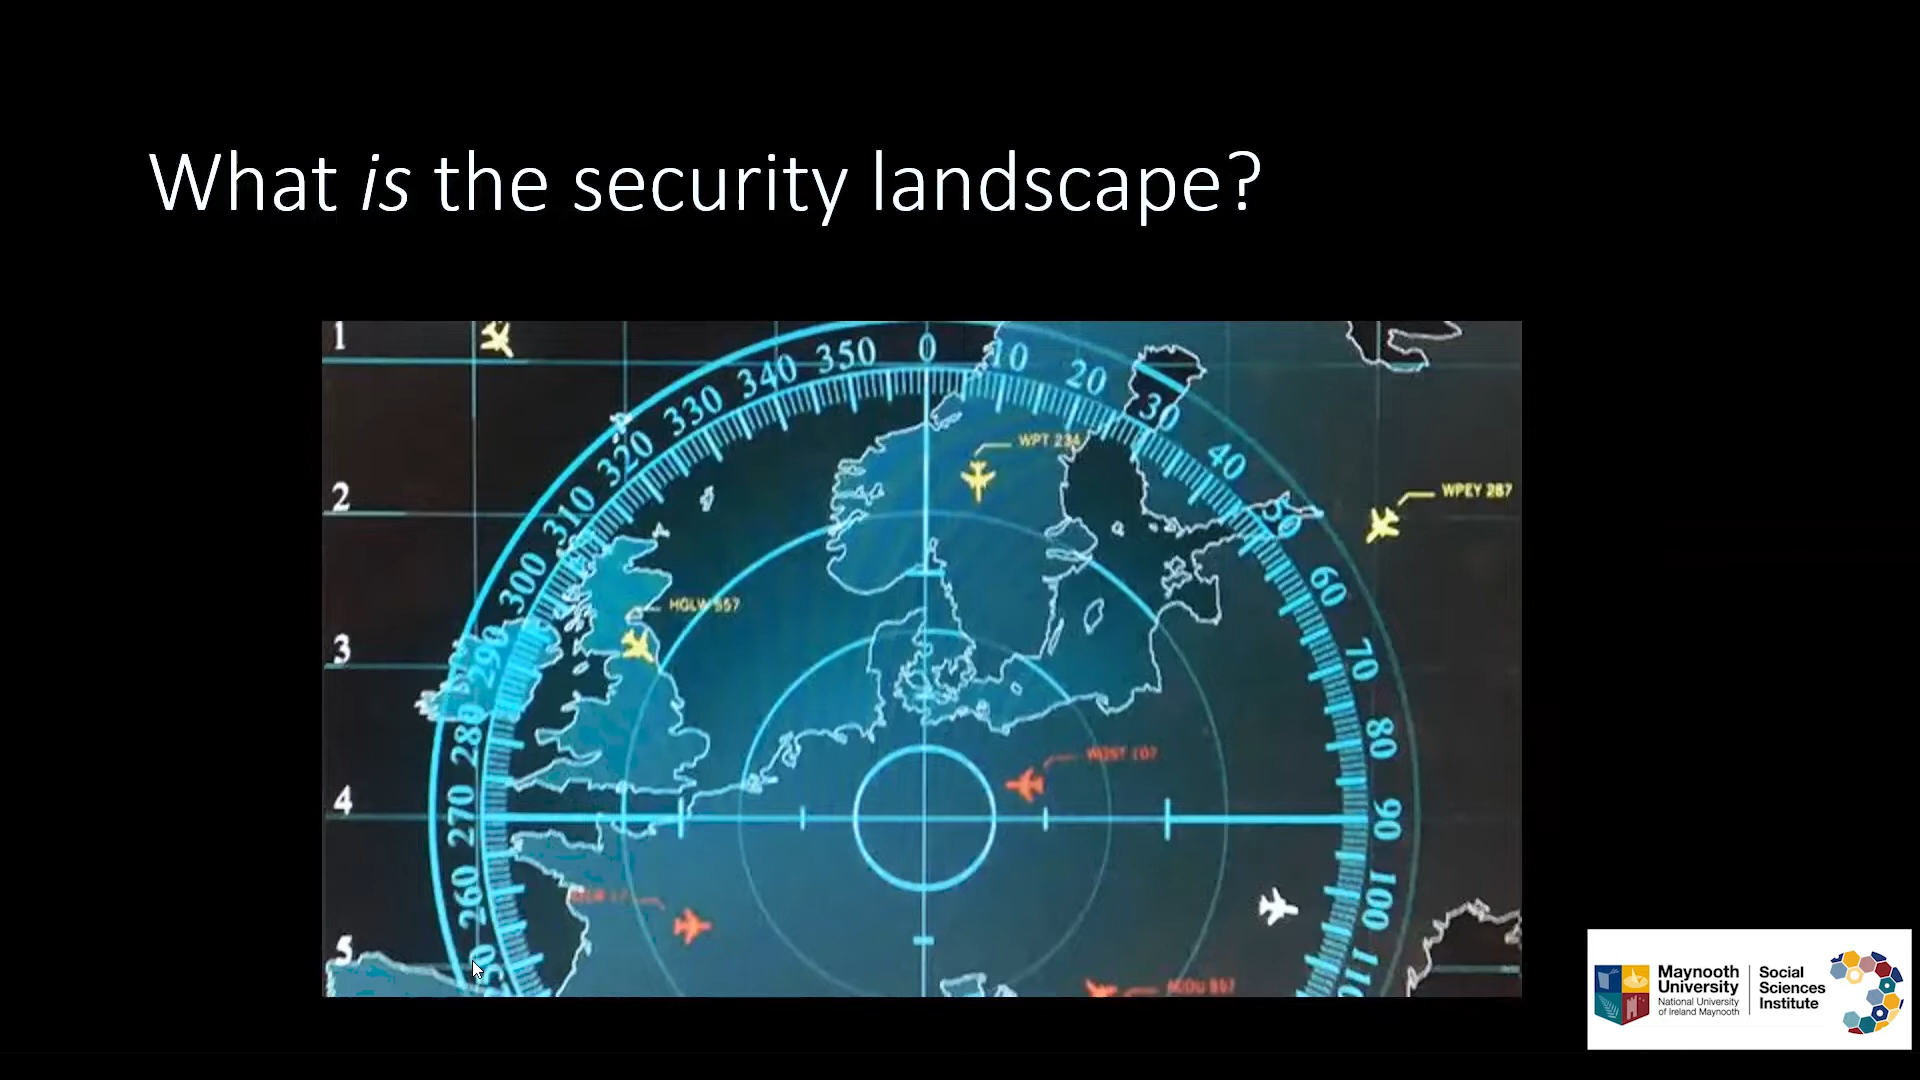 What is the security landscape?
1
350
0
10
340
20
330
30
320
WPT 234
40
2
310
50
WPEY 287
300
60
HGLW 557
3
290
70
280
80
4
270
90
260
100
5
110
Maynooth
University
National University
of Ireland Maynooth
Social
Sciences
Institute